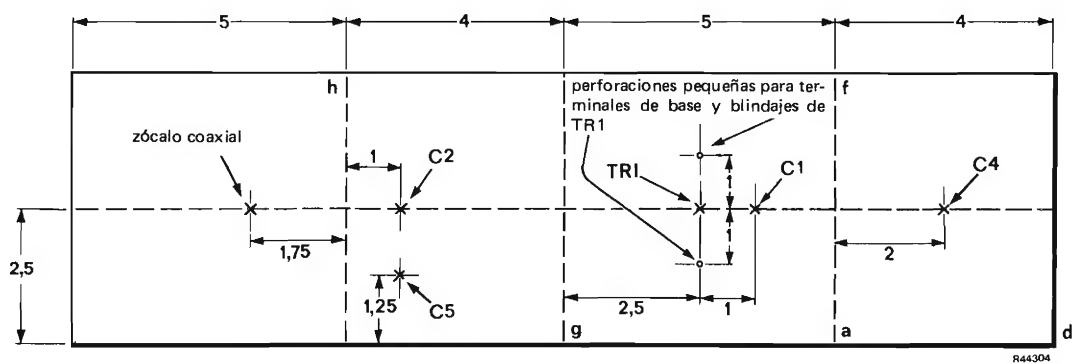 5
4
5
4
h
f
perforaciones pequeñas para ter-
minales de base y blindajes de
TR1
zócalo coaxial
1
C2
TR1
1
C1
C4
1
2,5
1,75
2
1,25
C5
2,5
1
g
a
d
R44304